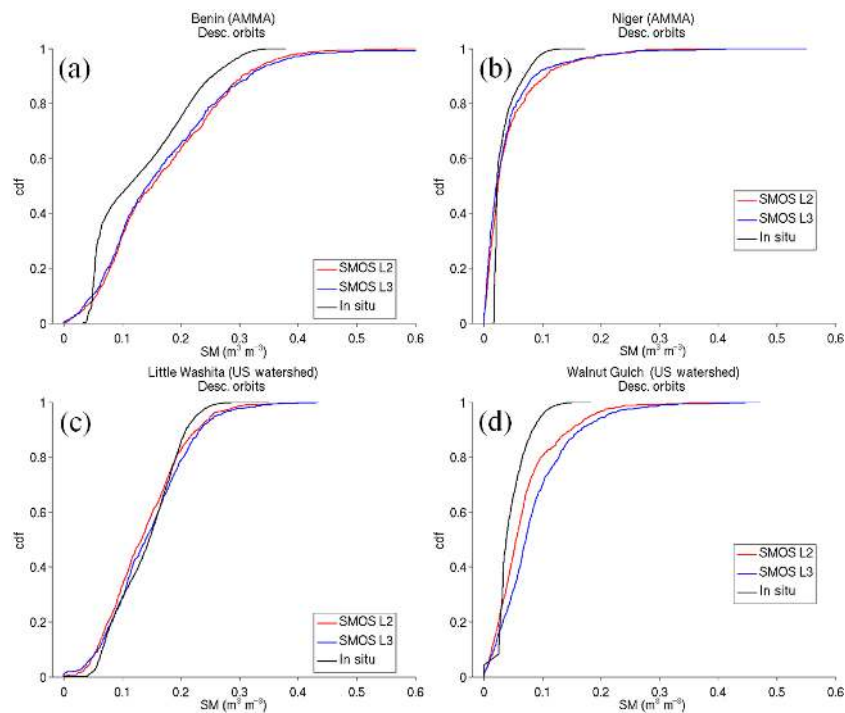 Benin (AMMA)
Desc. orbits
(a)
1
0.8
0.6
0.4
0.2
0
cdf
0 0.1 0.2 0.3 0.4 0.5 0.6
SM (m³ m⁻³)
SMOS L2
SMOS L3
In situ
Niger (AMMA)
Desc. orbits
(b)
1
0.8
0.6
0.4
0.2
0
cdf
0 0.1 0.2 0.3 0.4 0.5 0.6
SM (m³ m⁻³)
SMOS L2
SMOS L3
In situ
Little Washita (US watershed)
Desc. orbits
(c)
1
0.8
0.6
0.4
0.2
0
cdf
0 0.1 0.2 0.3 0.4 0.5 0.6
SM (m³ m⁻³)
SMOS L2
SMOS L3
In situ
Walnut Gulch (US watershed)
Desc. orbits
(d)
1
0.8
0.6
0.4
0.2
0
cdf
0 0.1 0.2 0.3 0.4 0.5 0.6
SM (m³ m⁻³)
SMOS L2
SMOS L3
In situ